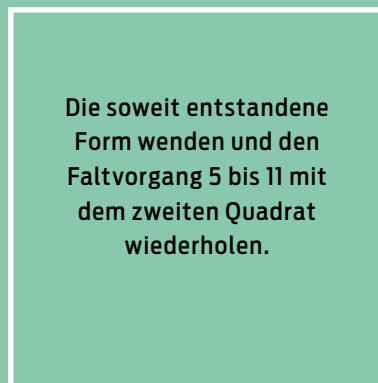 Die soweit entstandene
Form wenden und den
Faltvorgang 5 bis 11 mit
dem zweiten Quadrat
wiederholen.